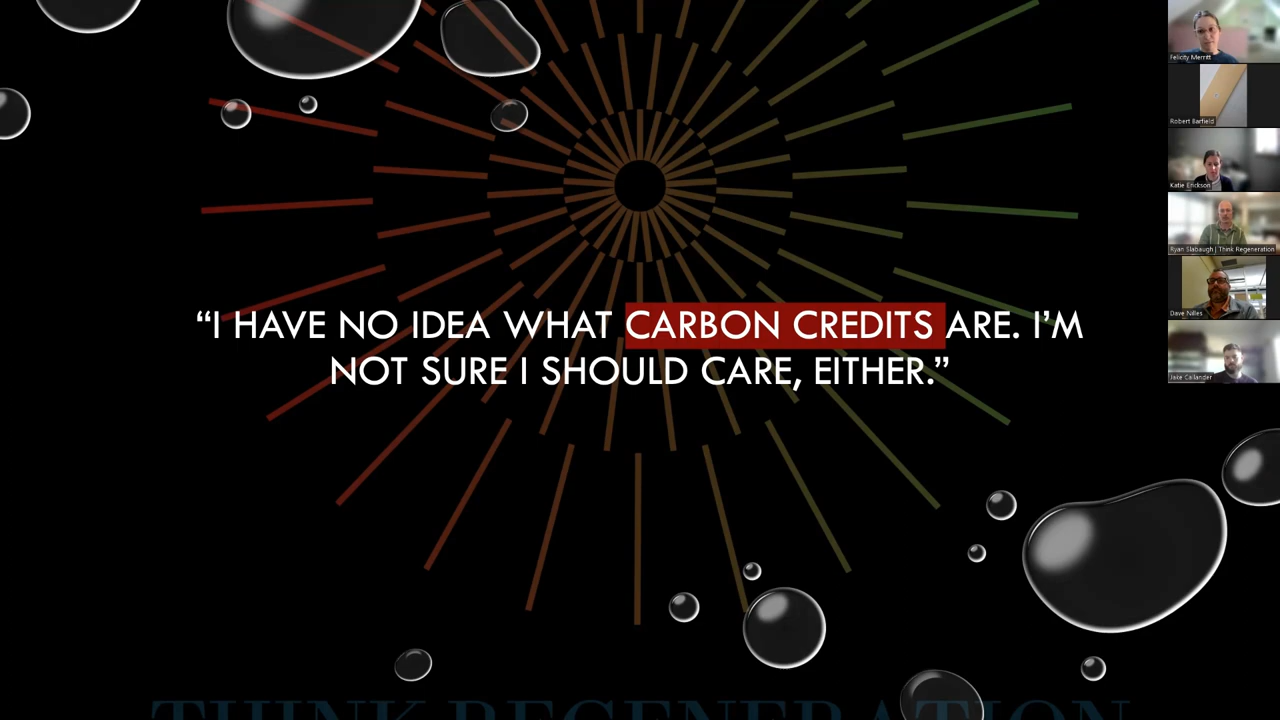 “I HAVE NO IDEA WHAT CARBON CREDITS ARE. I’M
NOT SURE I SHOULD CARE, EITHER.”
THINK REGENERATION
Felicity Merritt
Robert Barfield
Katie Erickson
Ryan Slabaugh | Think Regeneration
Dave Nilles
Jake Callander